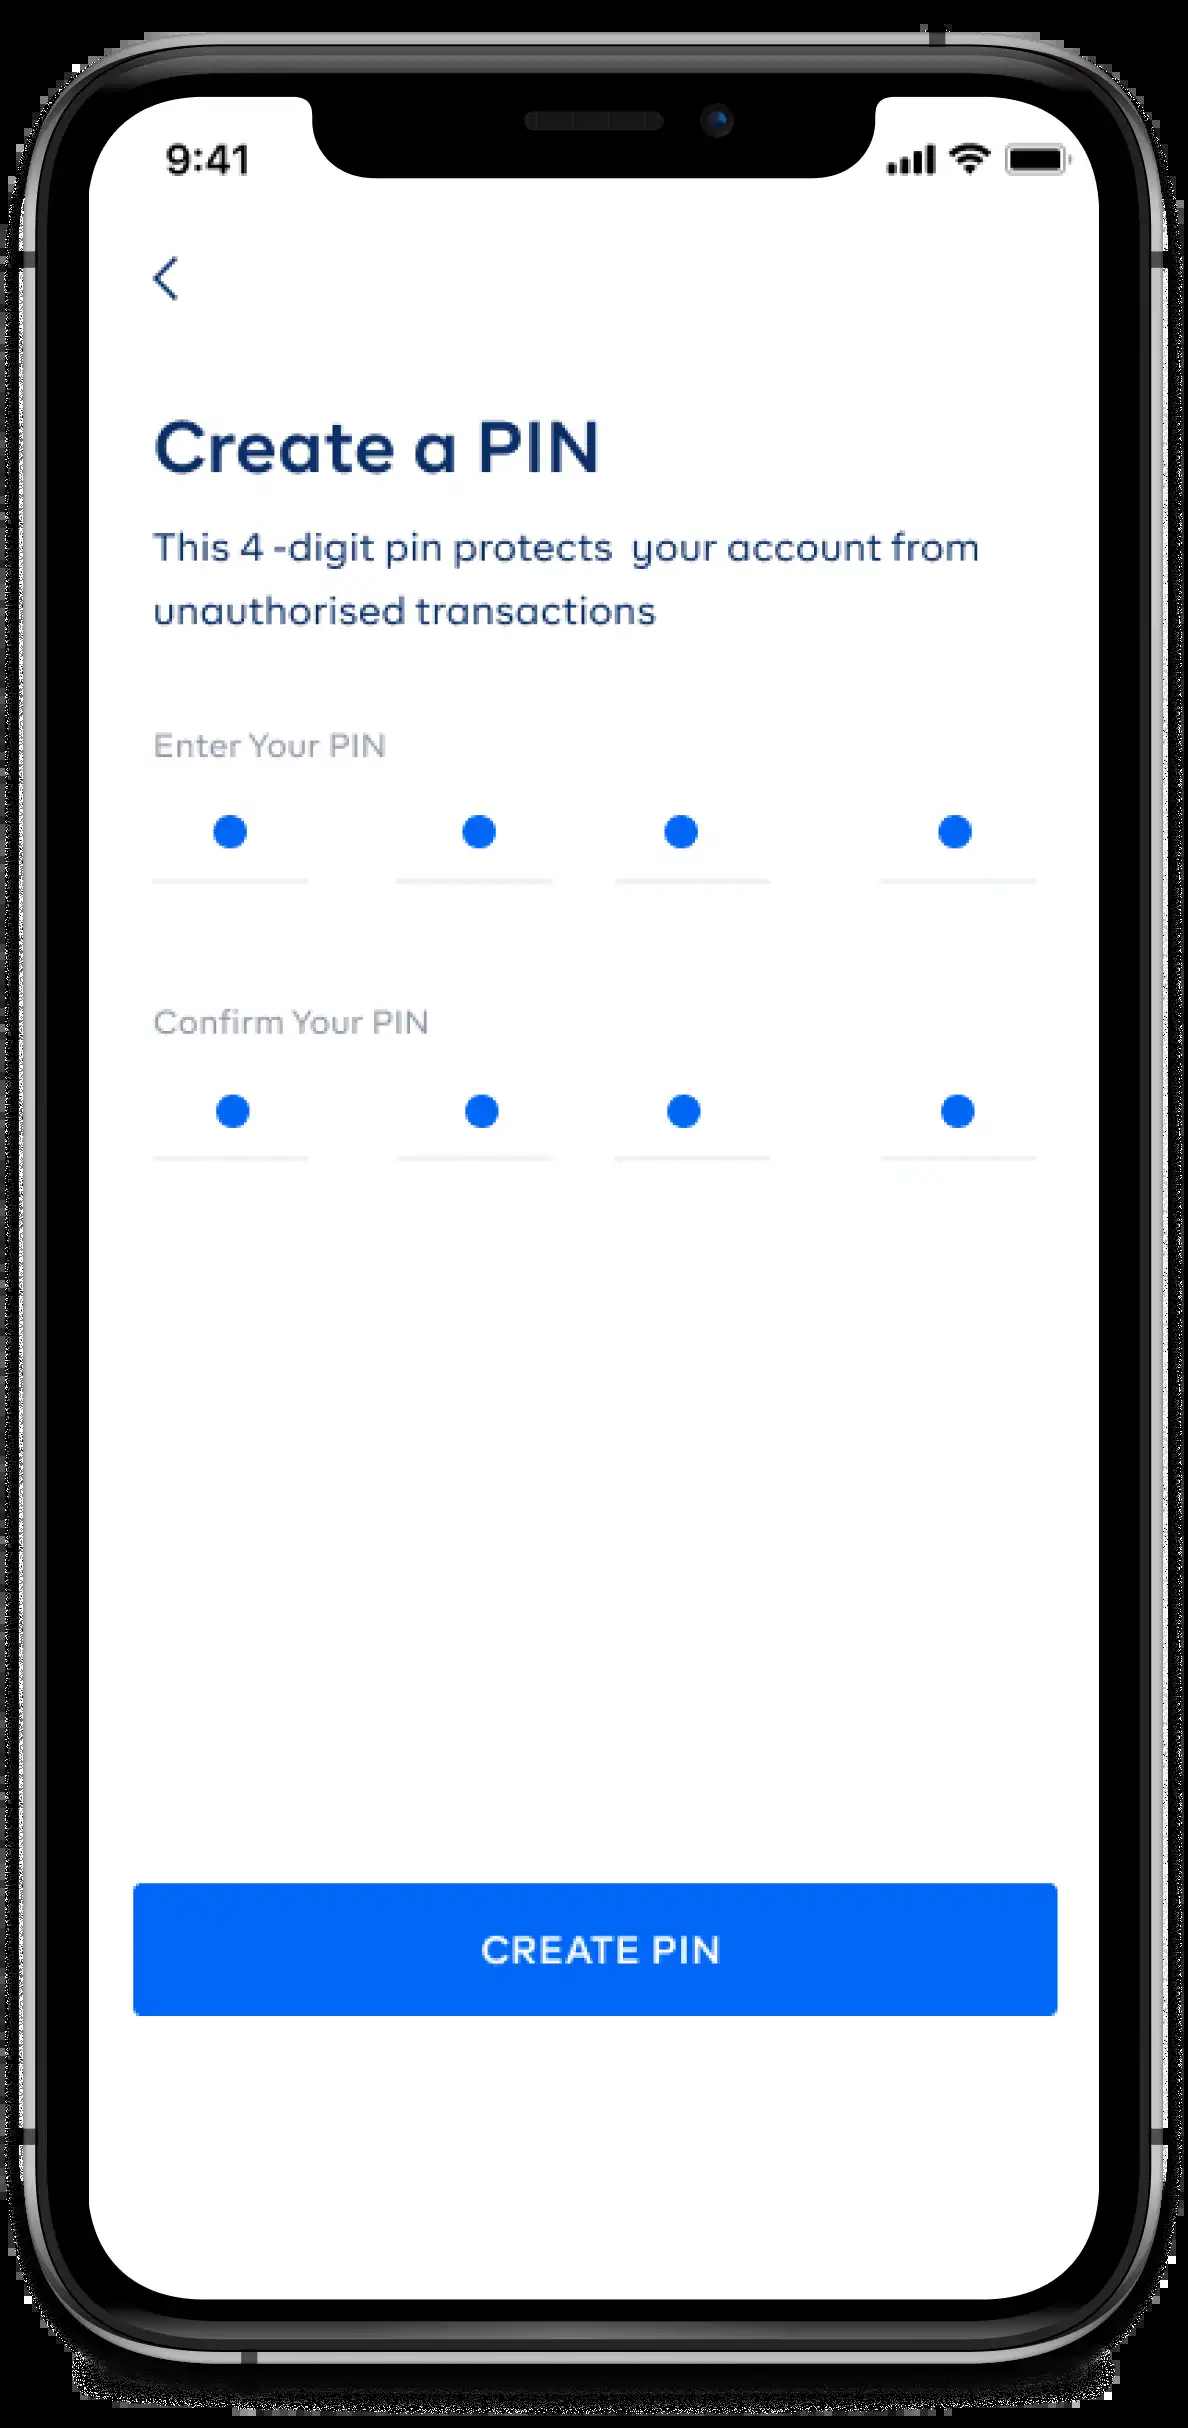 9:41
Create a PIN
This 4 -digit pin protects  your account from
unauthorised transactions
Enter Your PIN
Confirm Your PIN
CREATE PIN